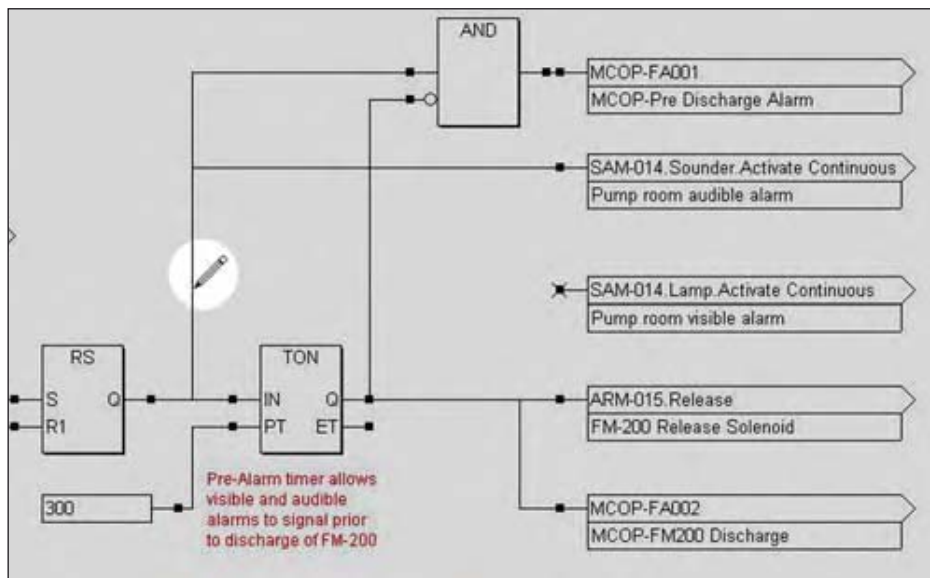 AND
MCOP-FA001
MCOP-Pre Discharge Alarm
SAM-014.Sounder.Activate Continuous
Pump room audible alarm
SAM-014.Lamp.Activate Continuous
Pump room visible alarm
RS
S Q
R1
TON
IN Q
PT ET
ARM-015.Release
FM-200 Release Solenoid
300
Pre-Alarm timer allows
visible and audible
alarms to signal prior
to discharge of FM-200
MCOP-FA002
MCOP-FM200 Discharge